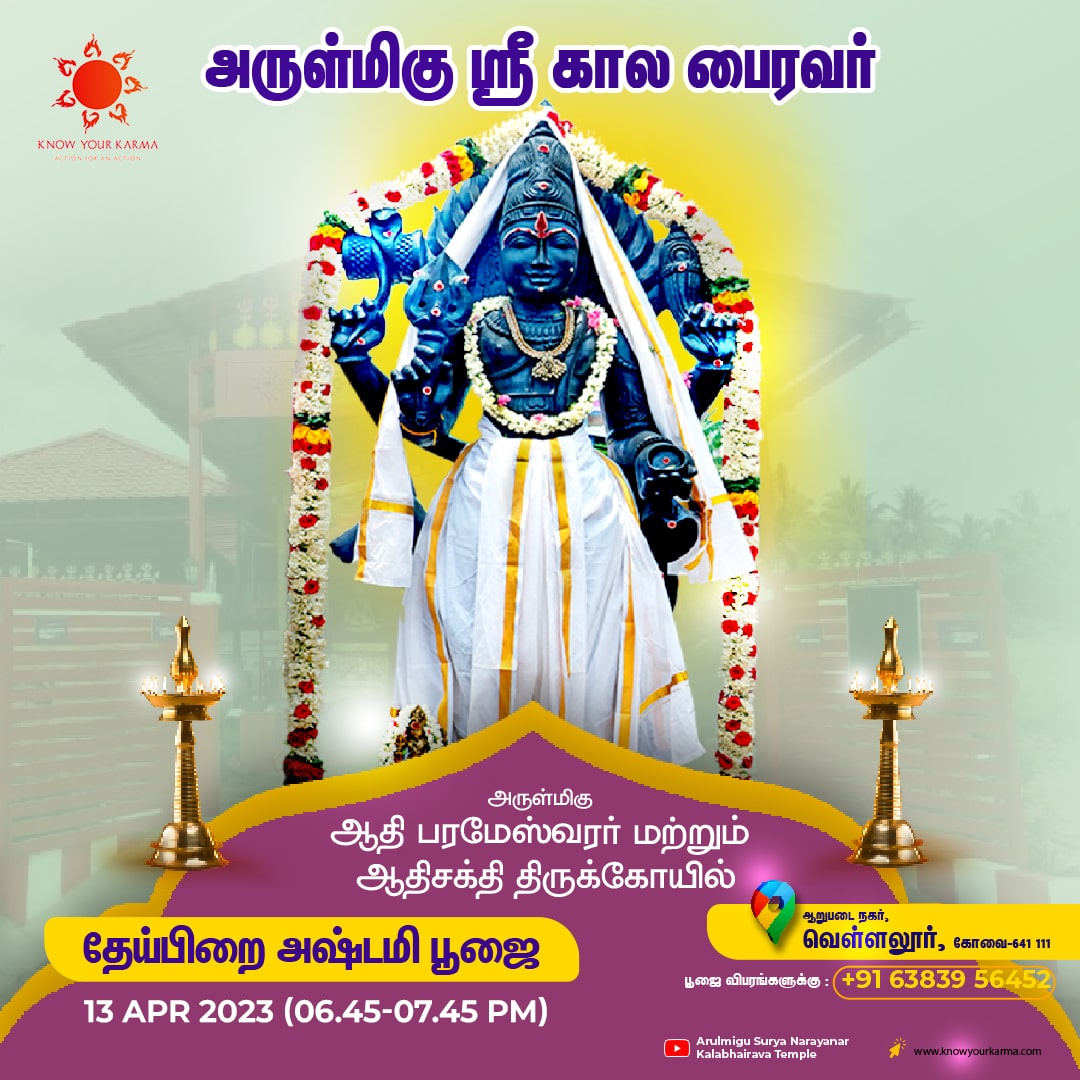 அருள்மிகு ஸ்ரீ கால பைரவர்
KNOW YOUR KARMA
ACTION FOR AN ACTION
அருள்மிகு
ஆதி பரமேஸ்வரர் மற்றும்
ஆதிசக்தி திருக்கோயில்
தேய்பிறை அஷ்டமி பூஜை
13 APR 2023 (06.45-07.45 PM)
ஆறுபடை நகர்,
வெள்ளலூர், கோவை-641 111
பூஜை விபரங்களுக்கு : +91 63839 56452
Arulmigu Surya Narayanar
Kalabhairava Temple
www.knowyourkarma.com